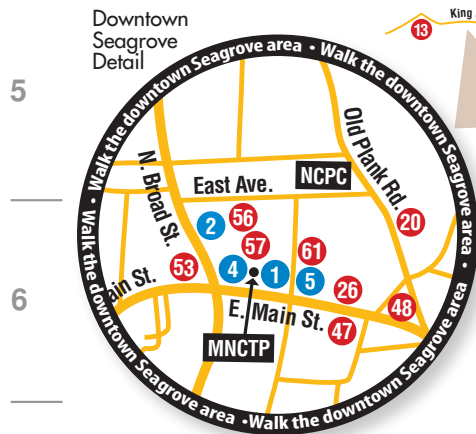 Downtown
Seagrove
Detail
King
13
5
6
Walk the downtown Seagrove area • Walk the downtown Seagrove area • Walk the downtown Seagrove area • Walk the downtown Seagrove area •
N. Broad St.
Old Plank Rd.
East Ave.
NCPC
2
56
20
57
61
53
4
1
5
26
48
ain St.
E. Main St.
47
MNCTP